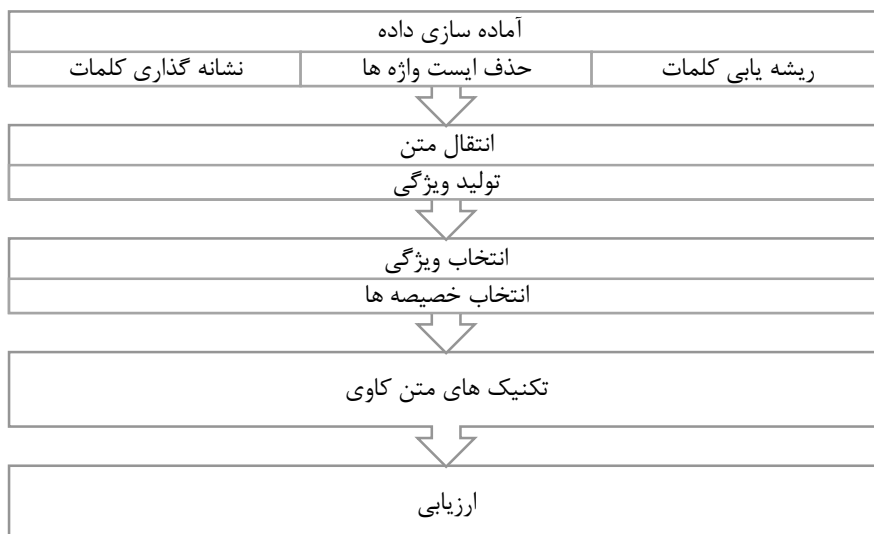 آماده سازی داده
ریشه یابی کلمات
حذف ایست واژه ها
نشانه گذاری کلمات
انتقال متن
تولید ویژگی
انتخاب ویژگی
انتخاب خصیصه ها
تکنیک های متن کاوی
ارزیابی